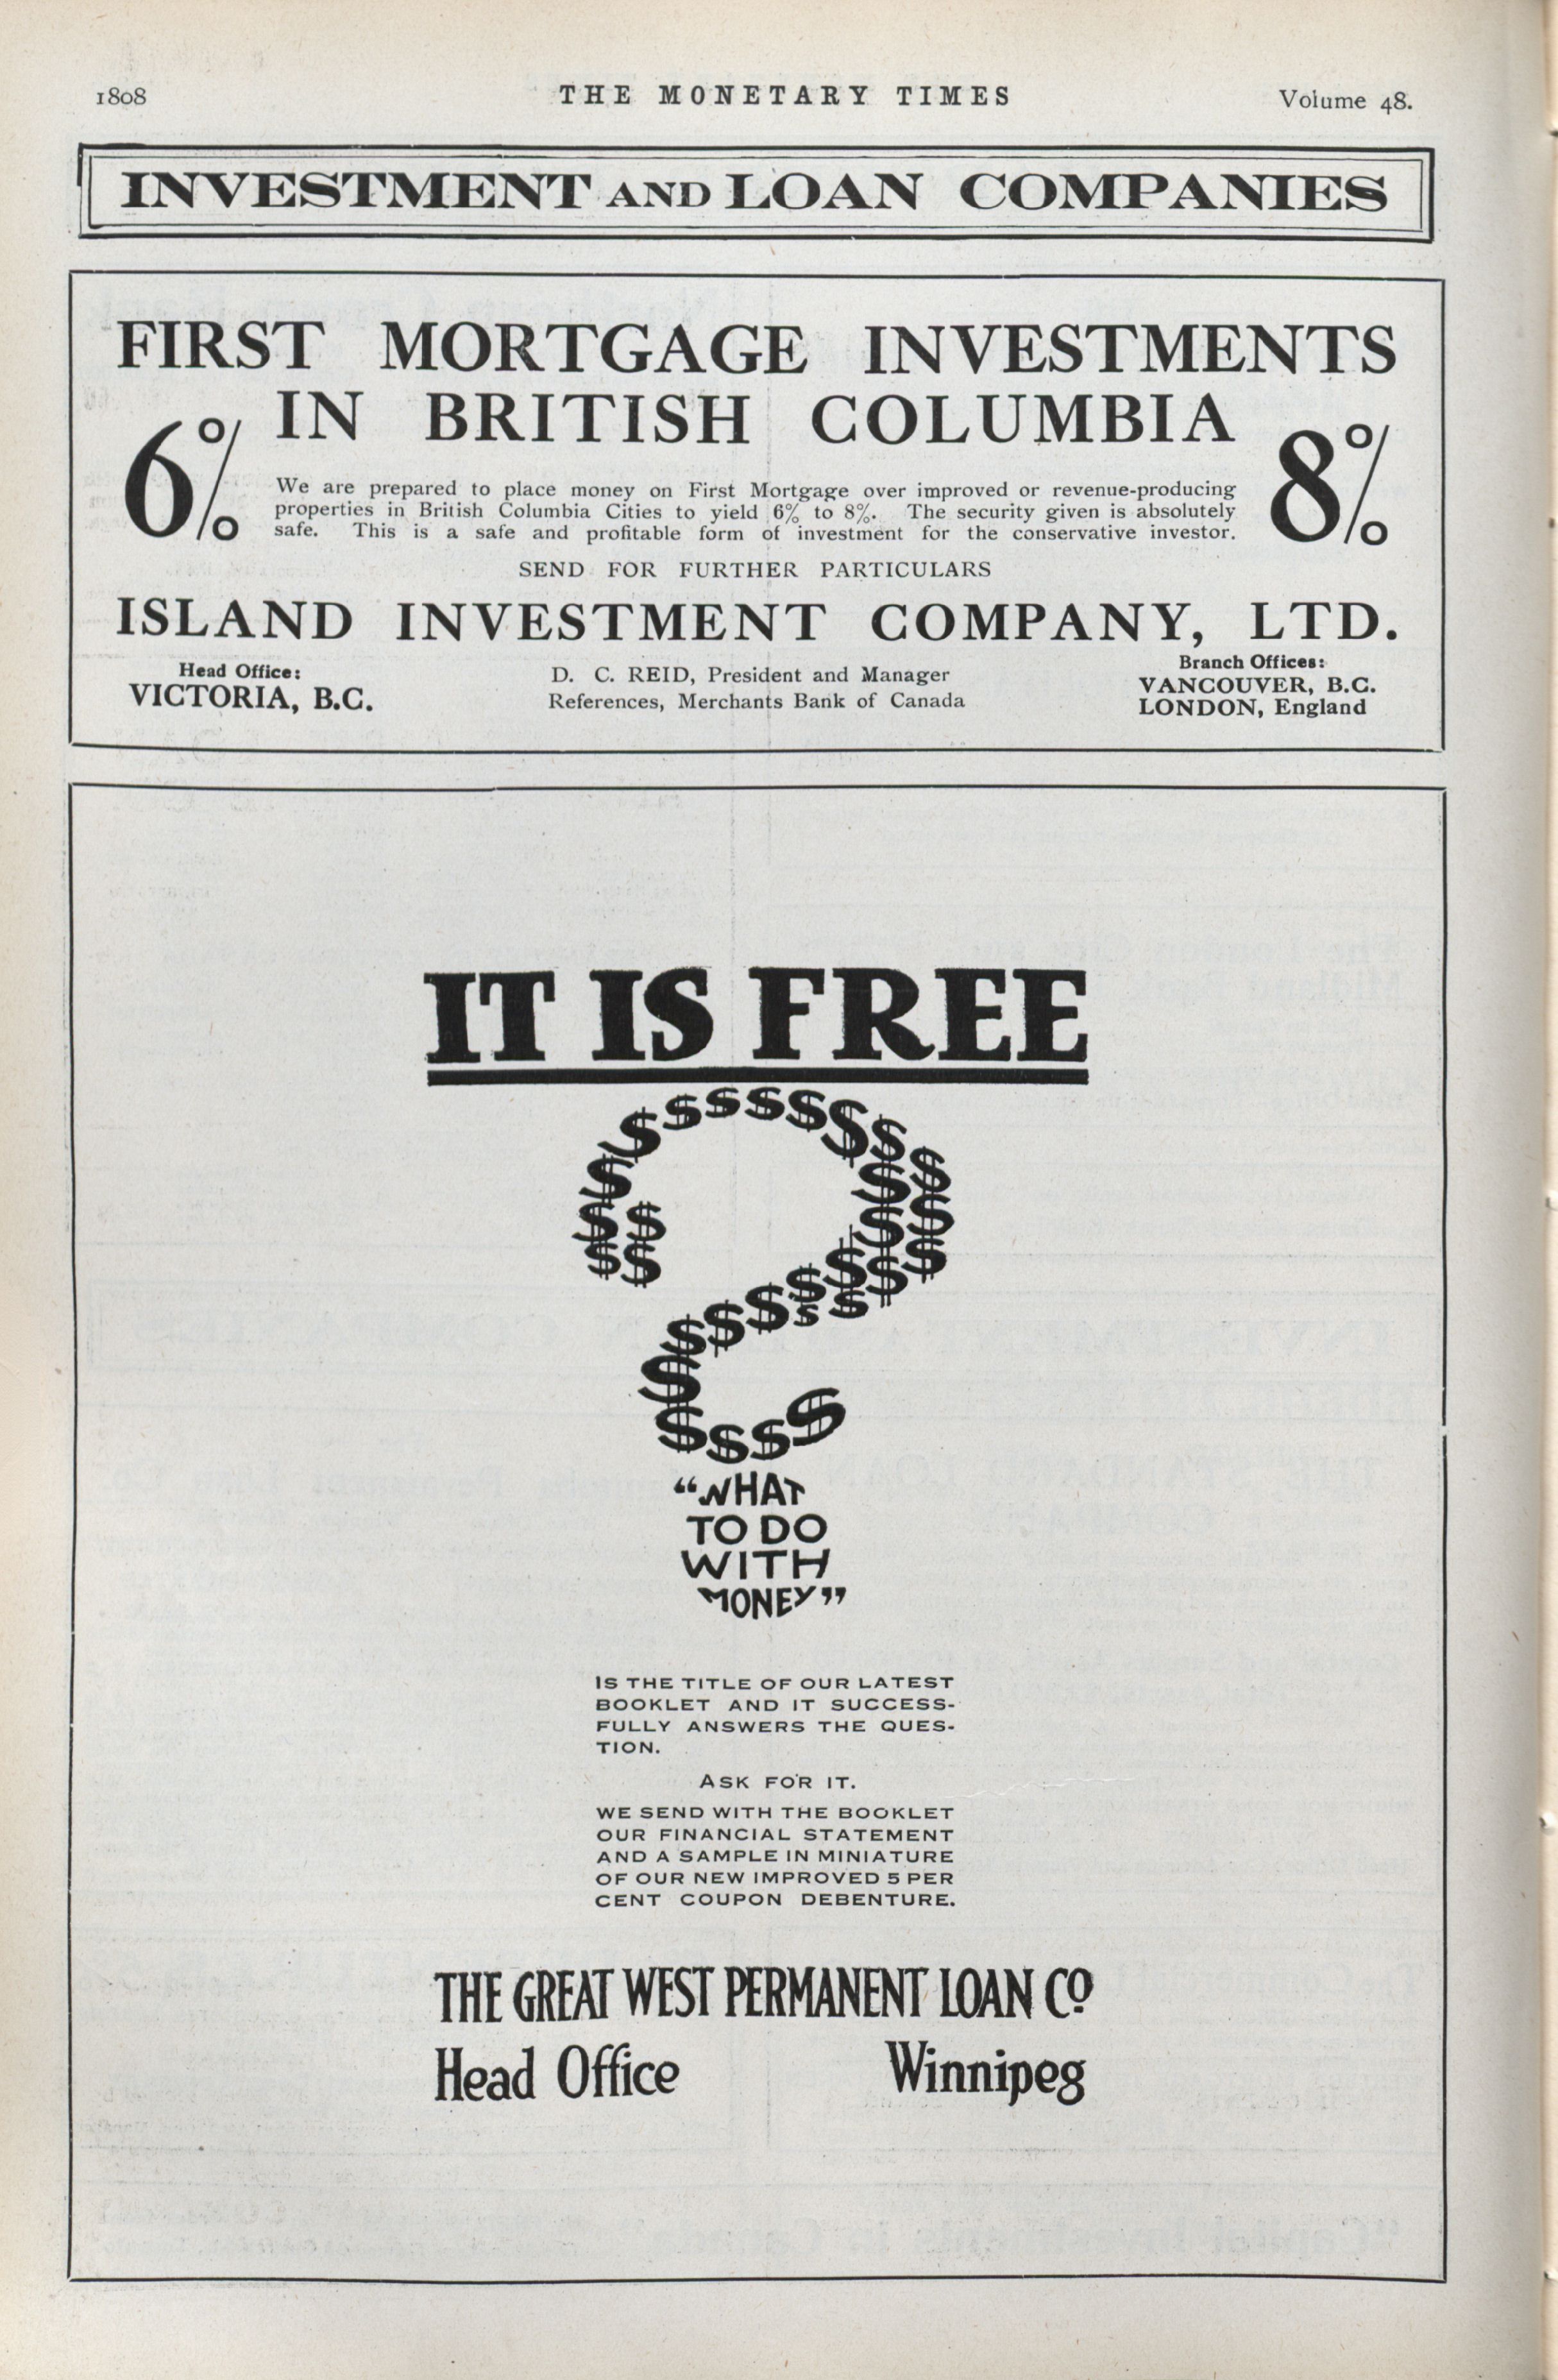 1808 THE MONETARY TIMES Volume 48.
INVESTMENT AND LOAN COMPANIES
FIRST MORTGAGE INVESTMENTS
IN BRITISH COLUMBIA
6% 8%
We are prepared to place money on First Mortgage over improved or revenue-producing
properties in British Columbia Cities to yield 6% to 8%. The security given is absolutely
safe. This is a safe and profitable form of investment for the conservative investor.
SEND FOR FURTHER PARTICULARS
ISLAND INVESTMENT COMPANY, LTD.
Head Office:
VICTORIA, B.C.
D. C. REID, President and Manager
References, Merchants Bank of Canada
Branch Offices:
VANCOUVER, B.C.
LONDON, England
IT IS FREE
“WHAT
TO DO
WITH
MONEY”
IS THE TITLE OF OUR LATEST
BOOKLET AND IT SUCCESS-
FULLY ANSWERS THE QUES-
TION.
ASK FOR IT.
WE SEND WITH THE BOOKLET
OUR FINANCIAL STATEMENT
AND A SAMPLE IN MINIATURE
OF OUR NEW IMPROVED 5 PER
CENT COUPON DEBENTURE.
THE GREAT WEST PERMANENT LOAN CO
Head Office Winnipeg